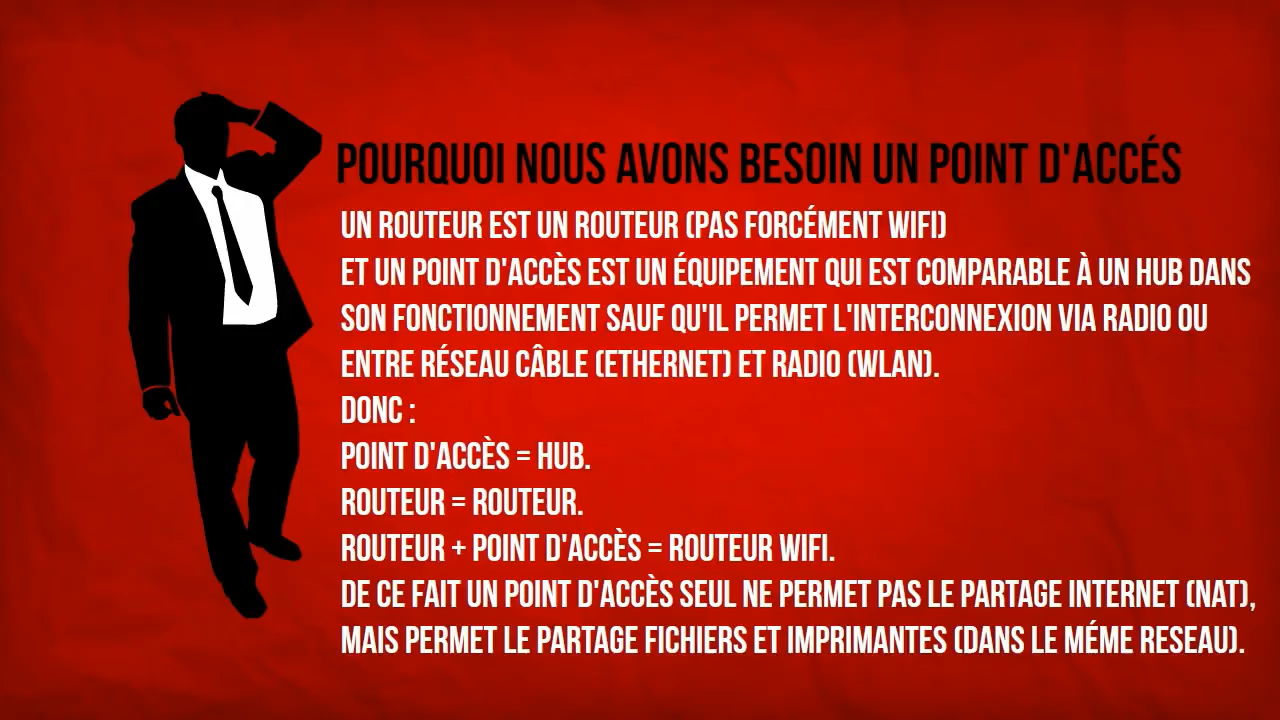 POURQUOI NOUS AVONS BESOIN UN POINT D'ACCÉS
UN ROUTEUR EST UN ROUTEUR (PAS FORCÉMENT WIFI)
ET UN POINT D'ACCÈS EST UN ÉQUIPEMENT QUI EST COMPARABLE À UN HUB DANS
SON FONCTIONNEMENT SAUF QU'IL PERMET L'INTERCONNEXION VIA RADIO OU
ENTRE RÉSEAU CÂBLE (ETHERNET) ET RADIO (WLAN).
DONC :
POINT D'ACCÈS = HUB.
ROUTEUR = ROUTEUR.
ROUTEUR + POINT D'ACCÈS = ROUTEUR WIFI.
DE CE FAIT UN POINT D'ACCÈS SEUL NE PERMET PAS LE PARTAGE INTERNET (NAT),
MAIS PERMET LE PARTAGE FICHIERS ET IMPRIMANTES (DANS LE MÉME RESEAU).